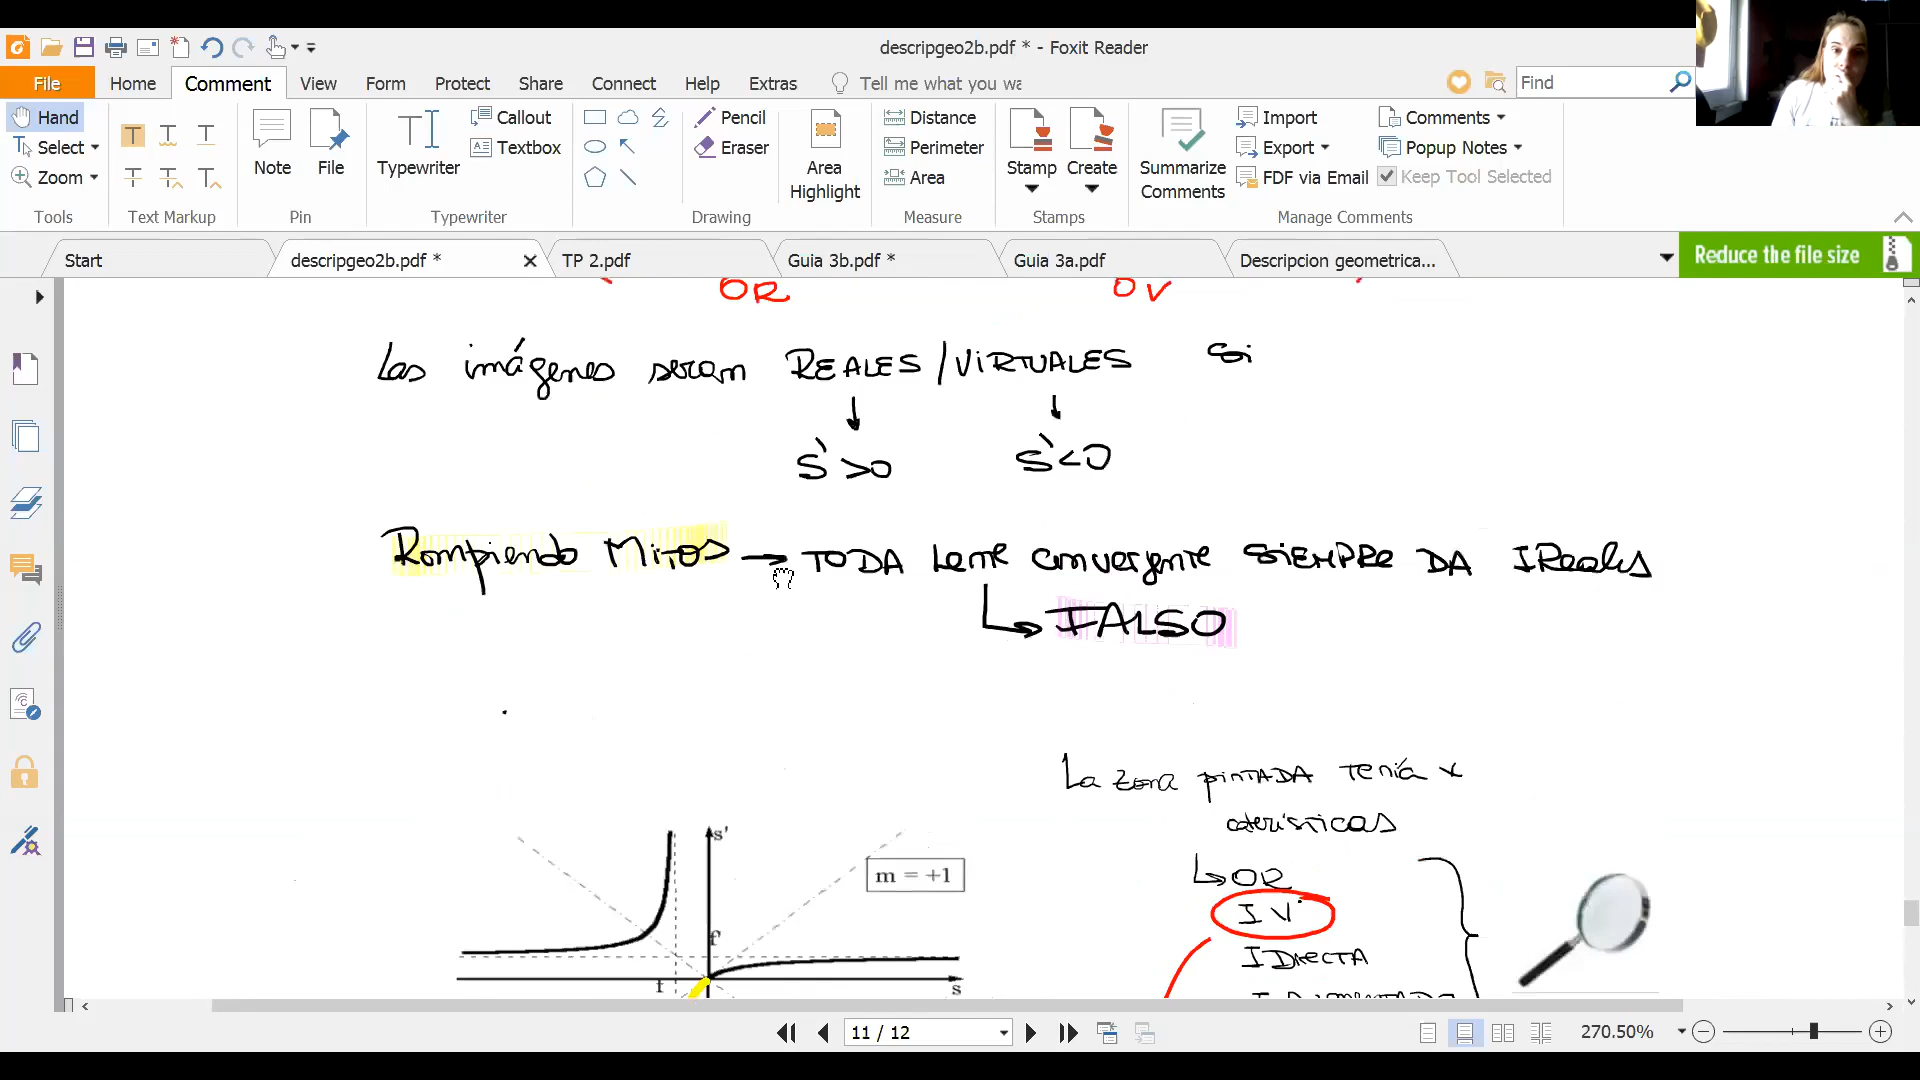 descripgeo2b.pdf * - Foxit Reader
File Home Comment View Form Protect Share Connect Help Extras Tell me what you wa Find
Hand Select Zoom
Tools
Text Markup
Note File
Pin
Typewriter Callout Textbox
Typewriter
Pencil Eraser
Drawing
Area Highlight
Distance Perimeter Area
Measure
Stamp Create
Stamps
Summarize Comments
Import Export FDF via Email
Comments Popup Notes Keep Tool Selected
Manage Comments
Start descripgeo2b.pdf * TP 2.pdf Guia 3b.pdf * Guia 3a.pdf Descripcion geometrica... Reduce the file size
OR OV
Las imágenes seran REALES/VIRTUALES si
S' >0 S' <0
Rompiendo Mitos → TODA lente convergente SIEMPRE DA IReales
FALSO
La zona pintada tenía x
OR
IV
I DIRECTA
s'
m = +1
f'
f
s
11 / 12
270.50%